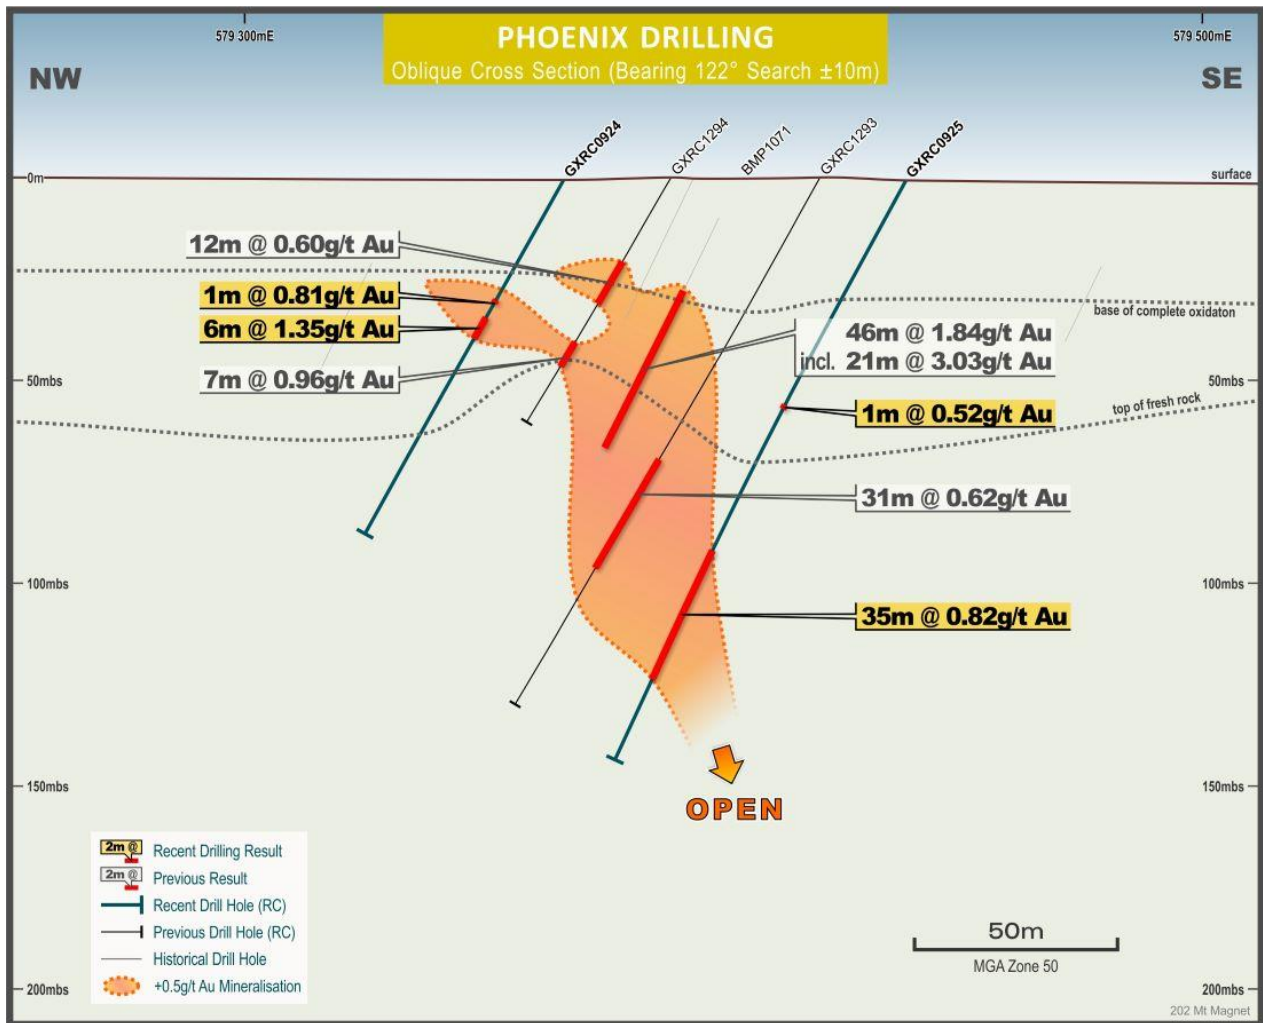 579 300mE
PHOENIX DRILLING
579 500mE
Oblique Cross Section (Bearing 122° Search ±10m)
NW
SE
GXRC0924
GXRC1294
BMP1071
GXRC1293
GXRC0925
0m
surface
12m @ 0.60g/t Au
1m @ 0.81g/t Au
6m @ 1.35g/t Au
7m @ 0.96g/t Au
base of complete oxidaton
46m @ 1.84g/t Au
incl. 21m @ 3.03g/t Au
50mbs
50mbs
top of fresh rock
1m @ 0.52g/t Au
31m @ 0.62g/t Au
100mbs
100mbs
35m @ 0.82g/t Au
150mbs
150mbs
OPEN
2m @
Recent Drilling Result
2m @
Previous Result
Recent Drill Hole (RC)
Previous Drill Hole (RC)
Historical Drill Hole
+0.5g/t Au Mineralisation
50m
MGA Zone 50
200mbs
200mbs
202 Mt Magnet